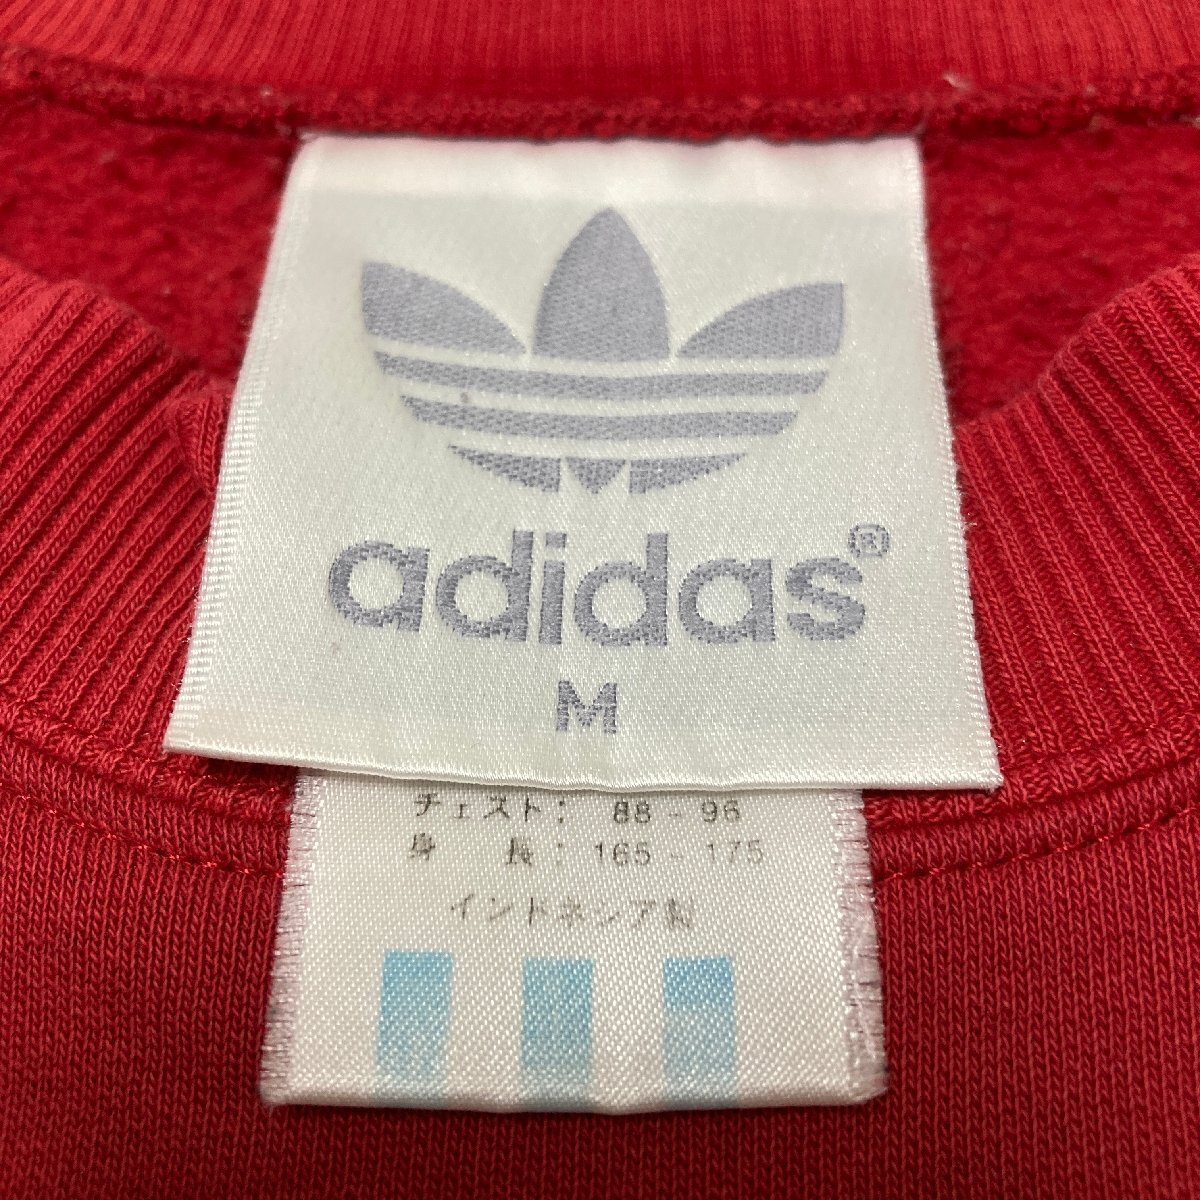 adidas®
M
チェスト: 88 - 96
身 長: 165 - 175
インドネシア製